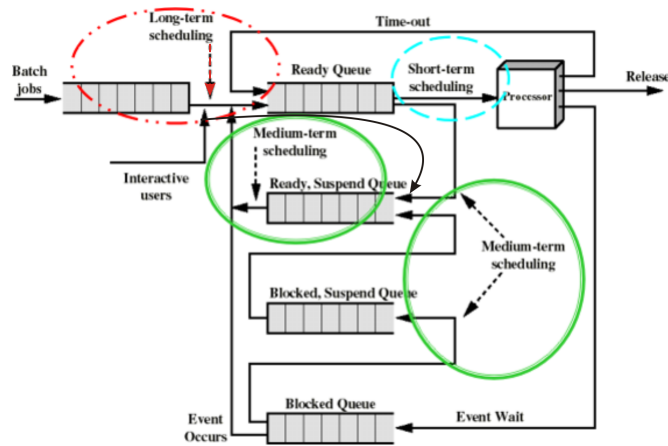 Long-term
scheduling
Time-out
Batch
jobs
Ready Queue
Short-term
scheduling
Processor
Release
Interactive
users
Medium-term
scheduling
Ready, Suspend Queue
Medium-term
scheduling
Blocked, Suspend Queue
Blocked Queue
Event
Occurs
Event Wait